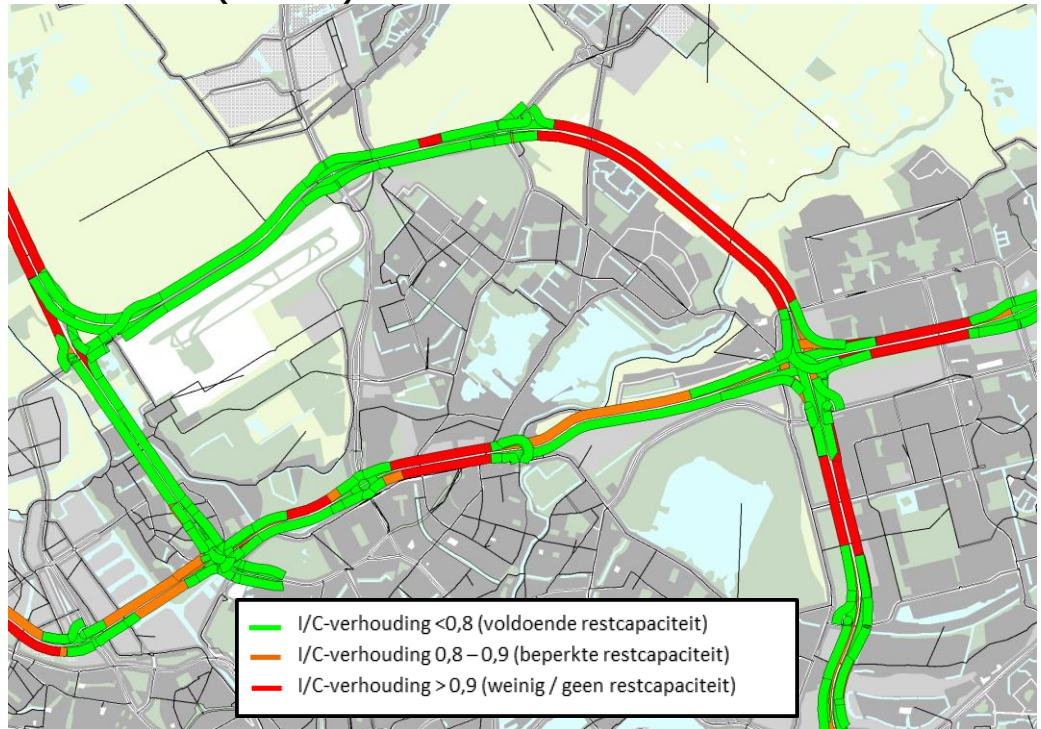 I/C-verhouding <0,8 (voldoende restcapaciteit)
I/C-verhouding 0,8 – 0,9 (beperkte restcapaciteit)
I/C-verhouding > 0,9 (weinig / geen restcapaciteit)